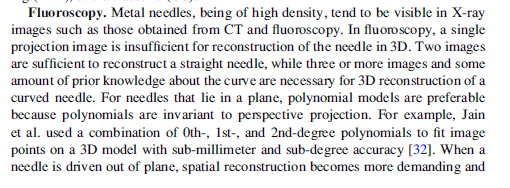 Fluoroscopy. Metal needles, being of high density, tend to be visible in X-ray
images such as those obtained from CT and fluoroscopy. In fluoroscopy, a single
projection image is insufficient for reconstruction of the needle in 3D. Two images
are sufficient to reconstruct a straight needle, while three or more images and some
amount of prior knowledge about the curve are necessary for 3D reconstruction of a
curved needle. For needles that lie in a plane, polynomial models are preferable
because polynomials are invariant to perspective projection. For example, Jain
et al. used a combination of 0th-, 1st-, and 2nd-degree polynomials to fit image
points on a 3D model with sub-millimeter and sub-degree accuracy [32]. When a
needle is driven out of plane, spatial reconstruction becomes more demanding and